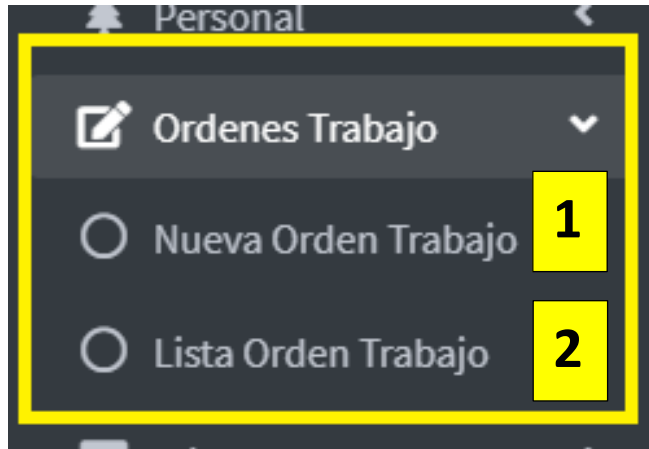 Personal
Ordenes Trabajo
Nueva Orden Trabajo 1
Lista Orden Trabajo 2